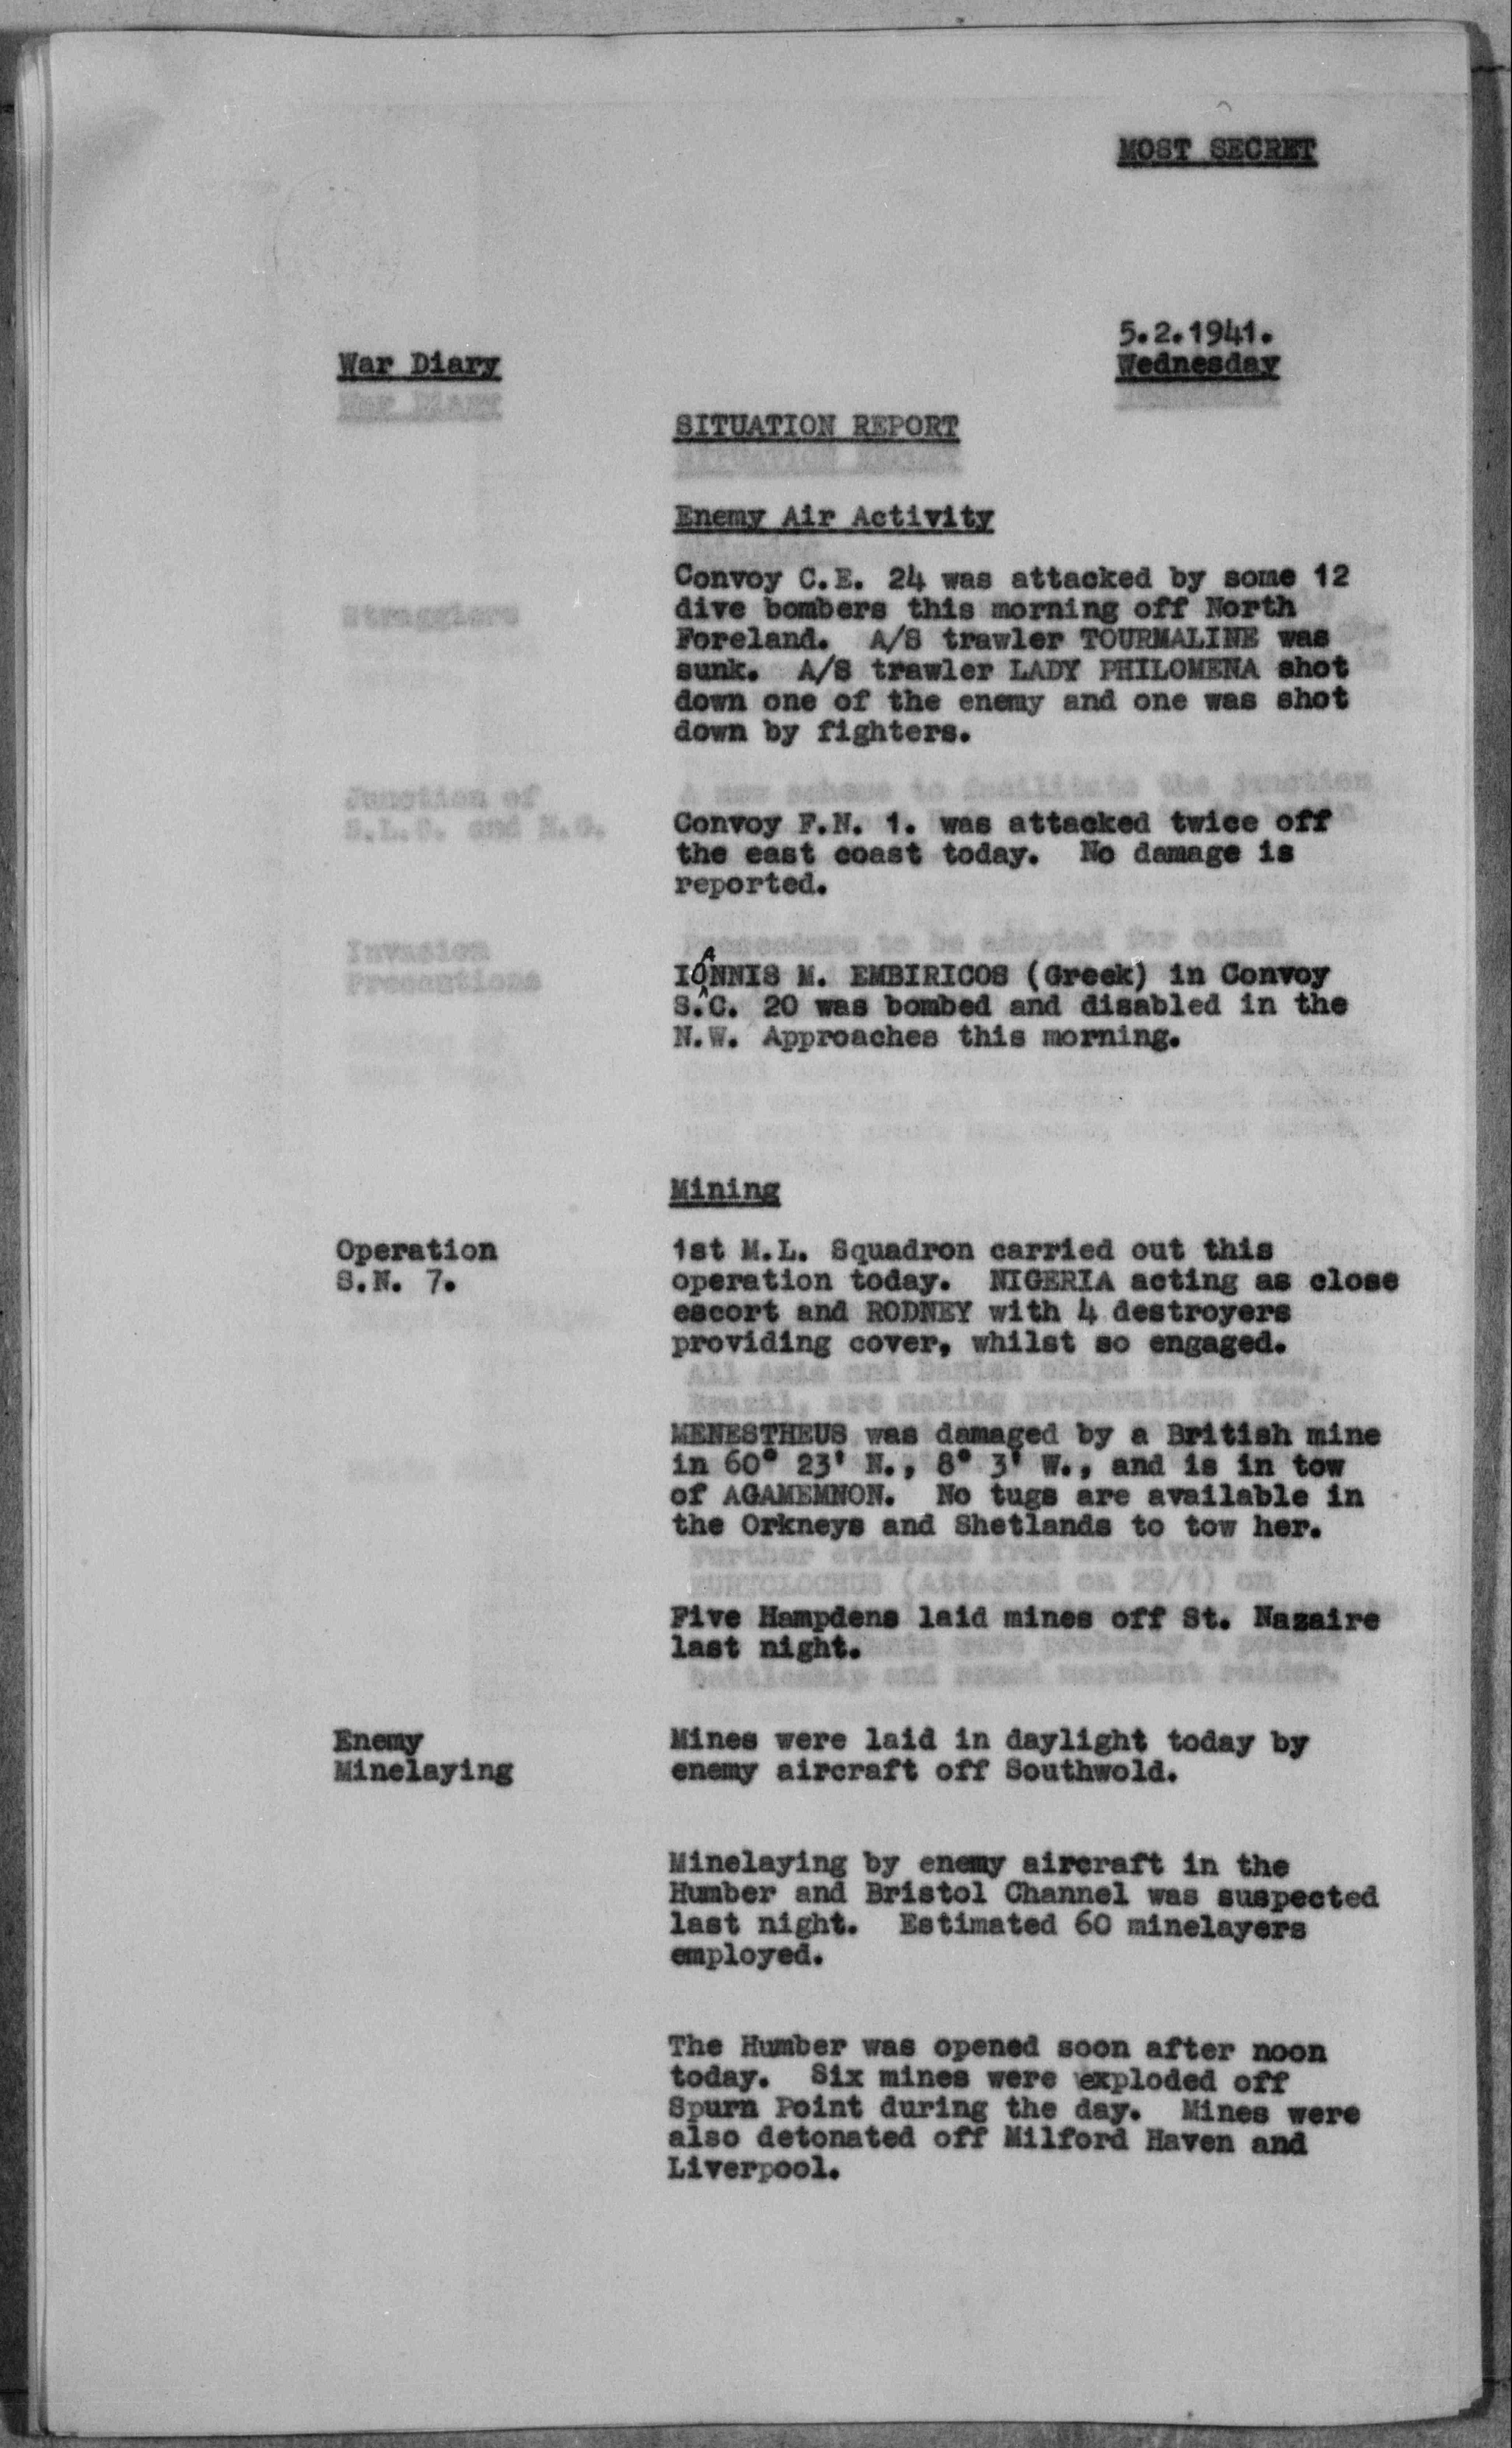 MOST SECRET
5.2.1941.
War Diary
Wednesday
SITUATION REPORT
Enemy Air Activity
Convoy C.E. 24 was attacked by some 12
dive bombers this morning off North
Foreland. A/S trawler TOURMALINE was
sunk. A/S trawler LADY PHILOMENA shot
down one of the enemy and one was shot
down by fighters.
Convoy F.N. 1. was attacked twice off
the east coast today. No damage is
reported.
IOANNIS M. EMBIRICOS (Greek) in Convoy
S.C. 20 was bombed and disabled in the
N.W. Approaches this morning.
Mining
Operation
S.N. 7.
1st M.L. Squadron carried out this
operation today. NIGERIA acting as close
escort and RODNEY with 4 destroyers
providing cover, whilst so engaged.
MENESTHEUS was damaged by a British mine
in 60° 23' N., 8° 3' W., and is in tow
of AGAMEMNON. No tugs are available in
the Orkneys and Shetlands to tow her.
Five Hampdens laid mines off St. Nazaire
last night.
Enemy
Minelaying
Mines were laid in daylight today by
enemy aircraft off Southwold.
Minelaying by enemy aircraft in the
Humber and Bristol Channel was suspected
last night. Estimated 60 minelayers
employed.
The Humber was opened soon after noon
today. Six mines were exploded off
Spurn Point during the day. Mines were
also detonated off Milford Haven and
Liverpool.